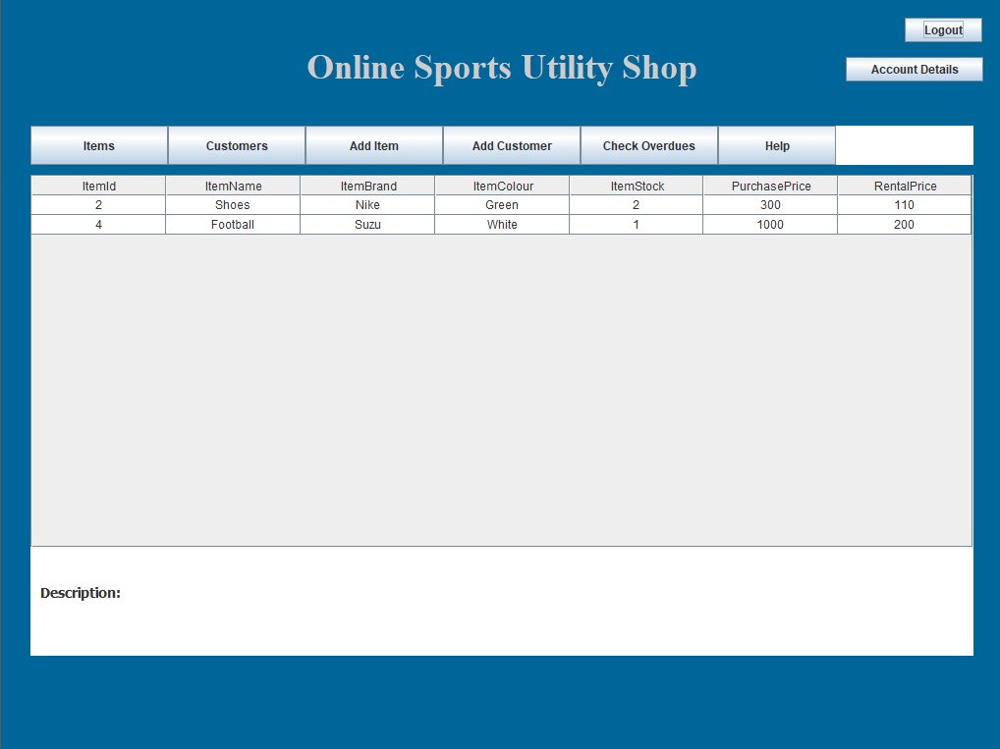 Logout
Online Sports Utility Shop
Account Details
Items Customers Add Item Add Customer Check Overdues Help
ItemId ItemName ItemBrand ItemColour ItemStock PurchasePrice RentalPrice
2 Shoes Nike Green 2 300 110
4 Football Suzu White 1 1000 200
Description: